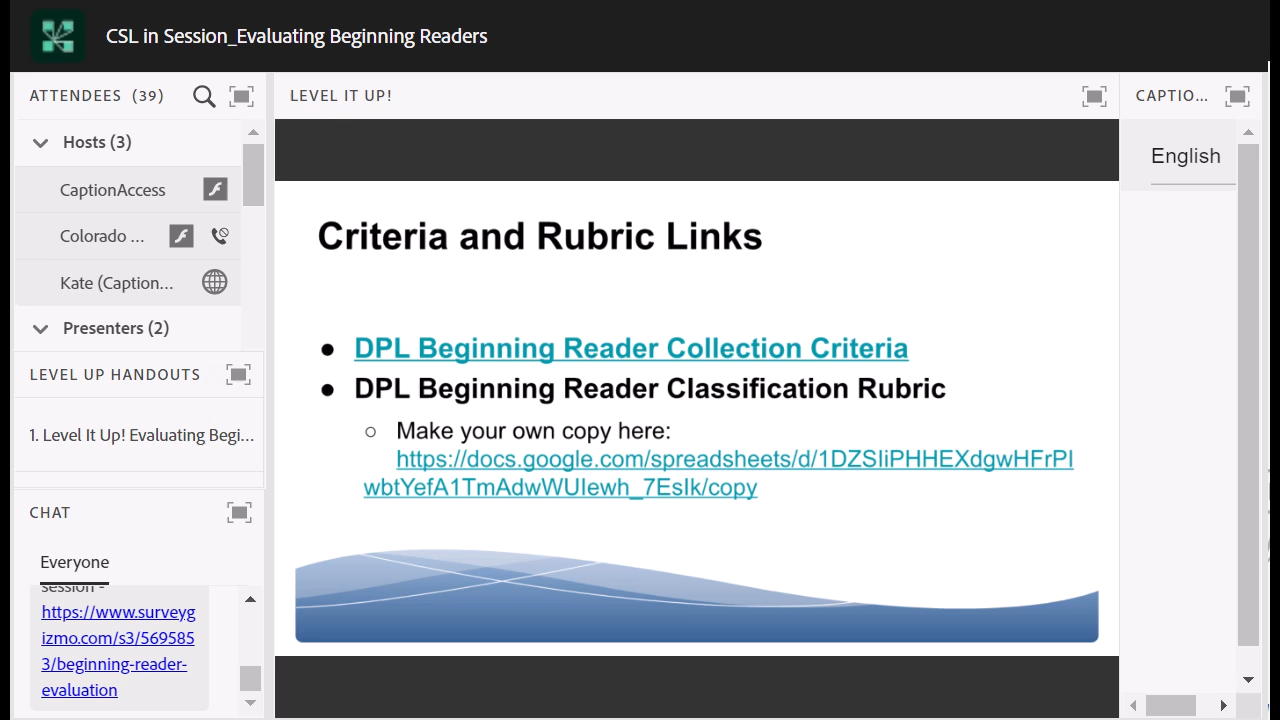 CSL in Session_Evaluating Beginning Readers
ATTENDEES (39)
Hosts (3)
CaptionAccess
Colorado ...
Kate (Caption...
Presenters (2)
LEVEL UP HANDOUTS
1. Level It Up! Evaluating Begi...
CHAT
Everyone
session -
https://www.surveyg
izmo.com/s3/569585
3/beginning-reader-
evaluation
LEVEL IT UP!
Criteria and Rubric Links
● DPL Beginning Reader Collection Criteria
● DPL Beginning Reader Classification Rubric
○ Make your own copy here:
https://docs.google.com/spreadsheets/d/1DZSIiPHHEXdgwHFrPI
wbtYefA1TmAdwWUIewh_7EsIk/copy
CAPTIO...
English